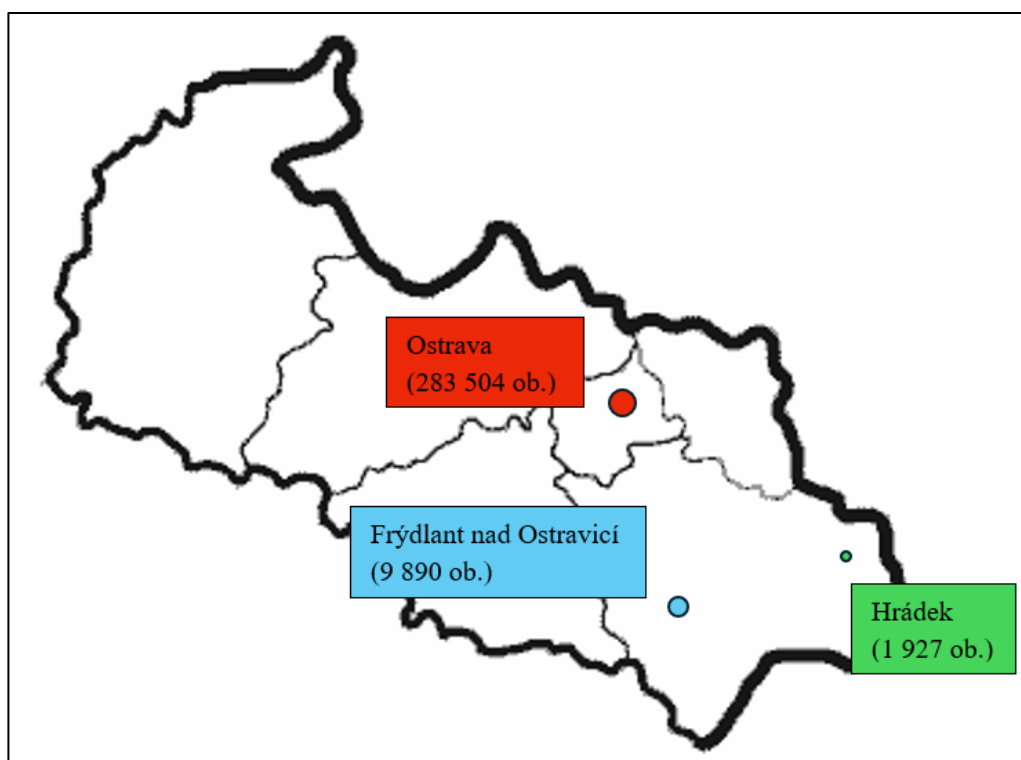 Ostrava
(283 504 ob.)
Frýdlant nad Ostravicí
(9 890 ob.)
Hrádek
(1 927 ob.)